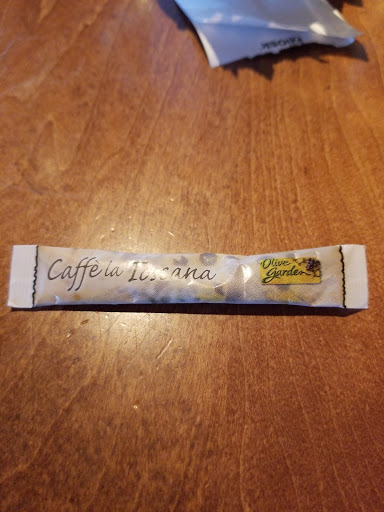 Caffè la Toscana
Olive
Garden